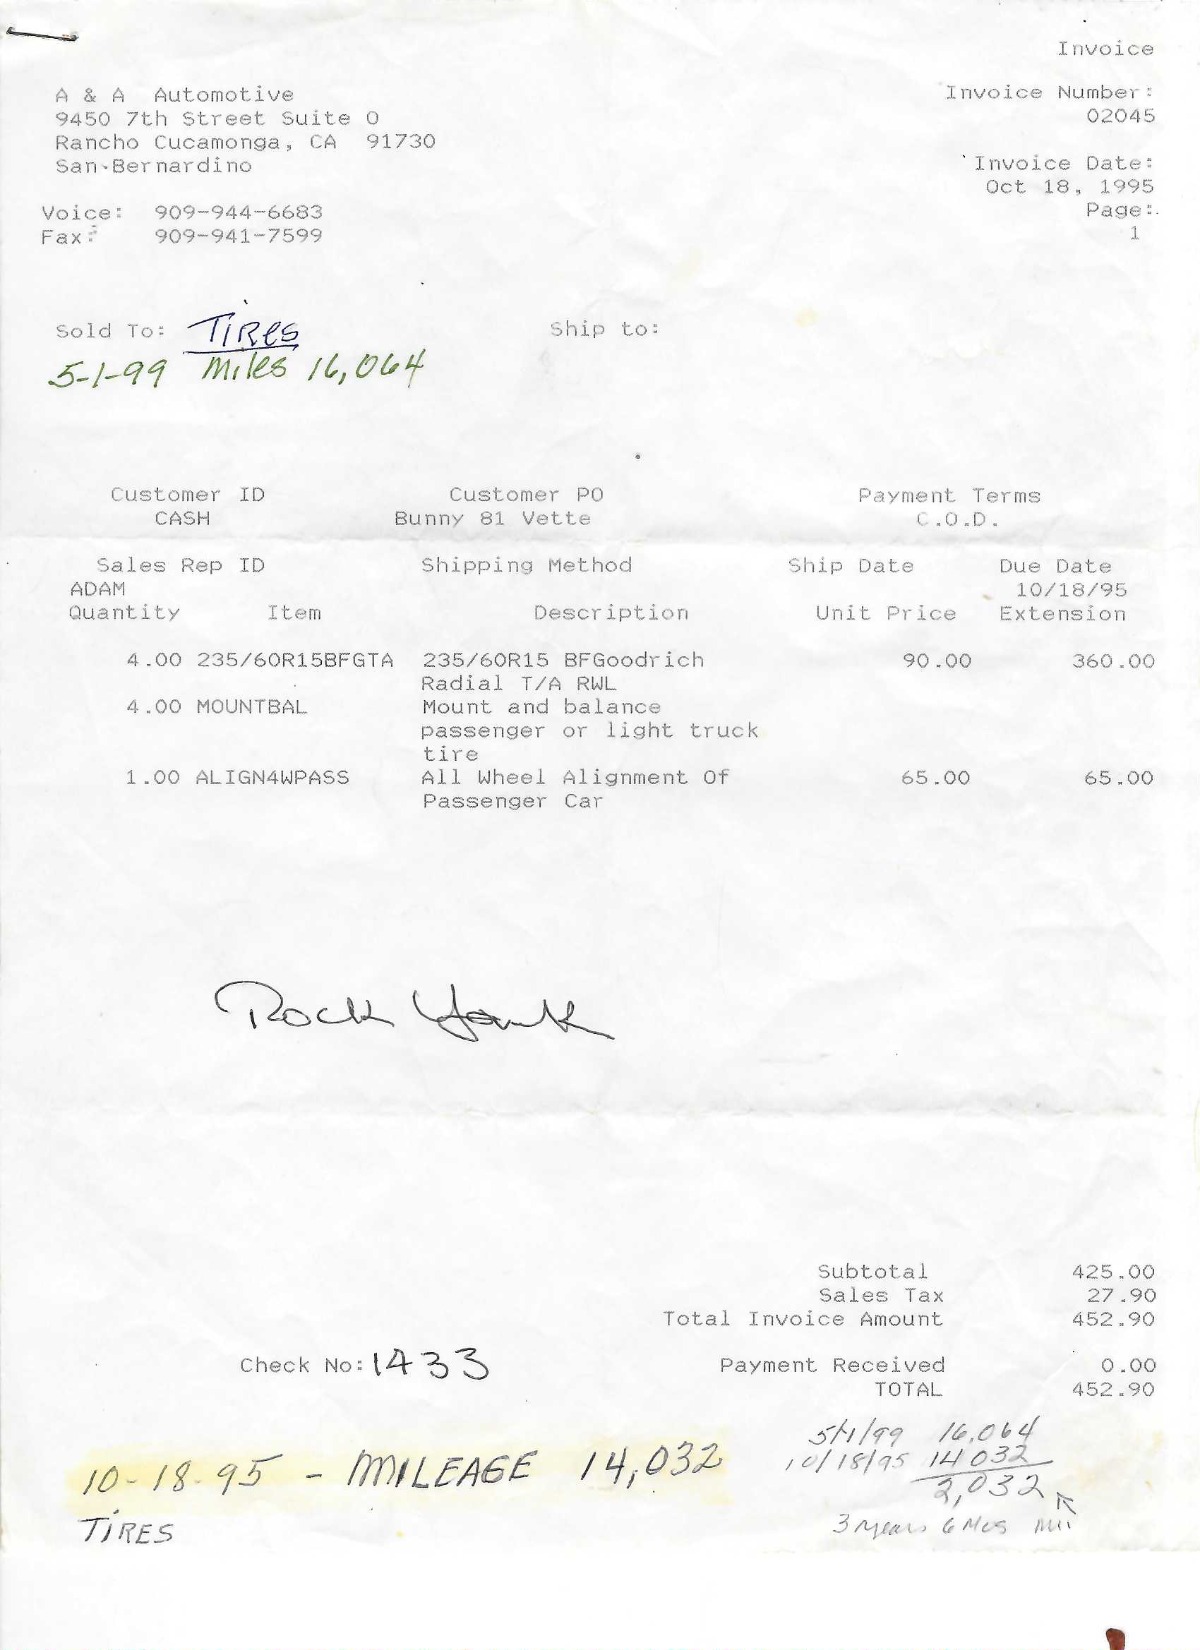 Invoice
A & A Automotive
9450 7th Street Suite O
Rancho Cucamonga, CA 91730
San Bernardino
Voice: 909-944-6683
Fax: 909-941-7599
Invoice Number:
02045
Invoice Date:
Oct 18, 1995
Page:
1
Sold To: TIRES
Ship to:
5-1-99 Miles 16,064
Customer ID Customer PO Payment Terms
CASH Bunny 81 Vette C.O.D.
Sales Rep ID Shipping Method Ship Date Due Date
ADAM 10/18/95
Quantity Item Description Unit Price Extension
4.00 235/60R15BFGTA 235/60R15 BFGoodrich 90.00 360.00
Radial T/A RWL
4.00 MOUNTBAL Mount and balance
passenger or light truck
tire
1.00 ALIGN4WPASS All Wheel Alignment Of 65.00 65.00
Passenger Car
Rock
Subtotal 425.00
Sales Tax 27.90
Total Invoice Amount 452.90
Check No: 1433 Payment Received 0.00
TOTAL 452.90
5/1/99 16,064
10/18/95 14032
2,032
3 years 6 Mos
10-18-95 - MILEAGE 14,032
TIRES